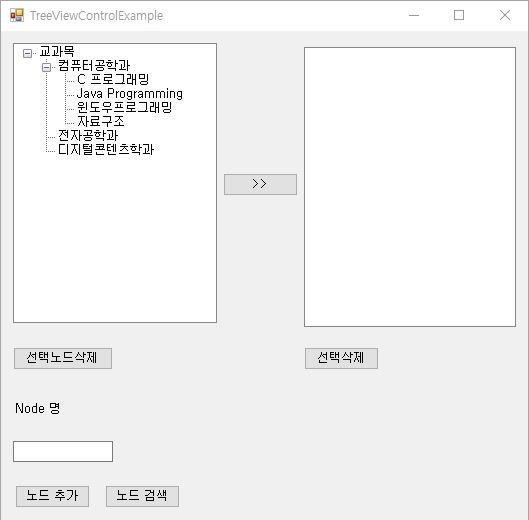 TreeViewControlExample
교과목
컴퓨터공학과
C 프로그래밍
Java Programming
윈도우프로그래밍
자료구조
전자공학과
디지털콘텐츠학과
>>
선택노드삭제
선택삭제
Node 명
노드 추가
노드 검색